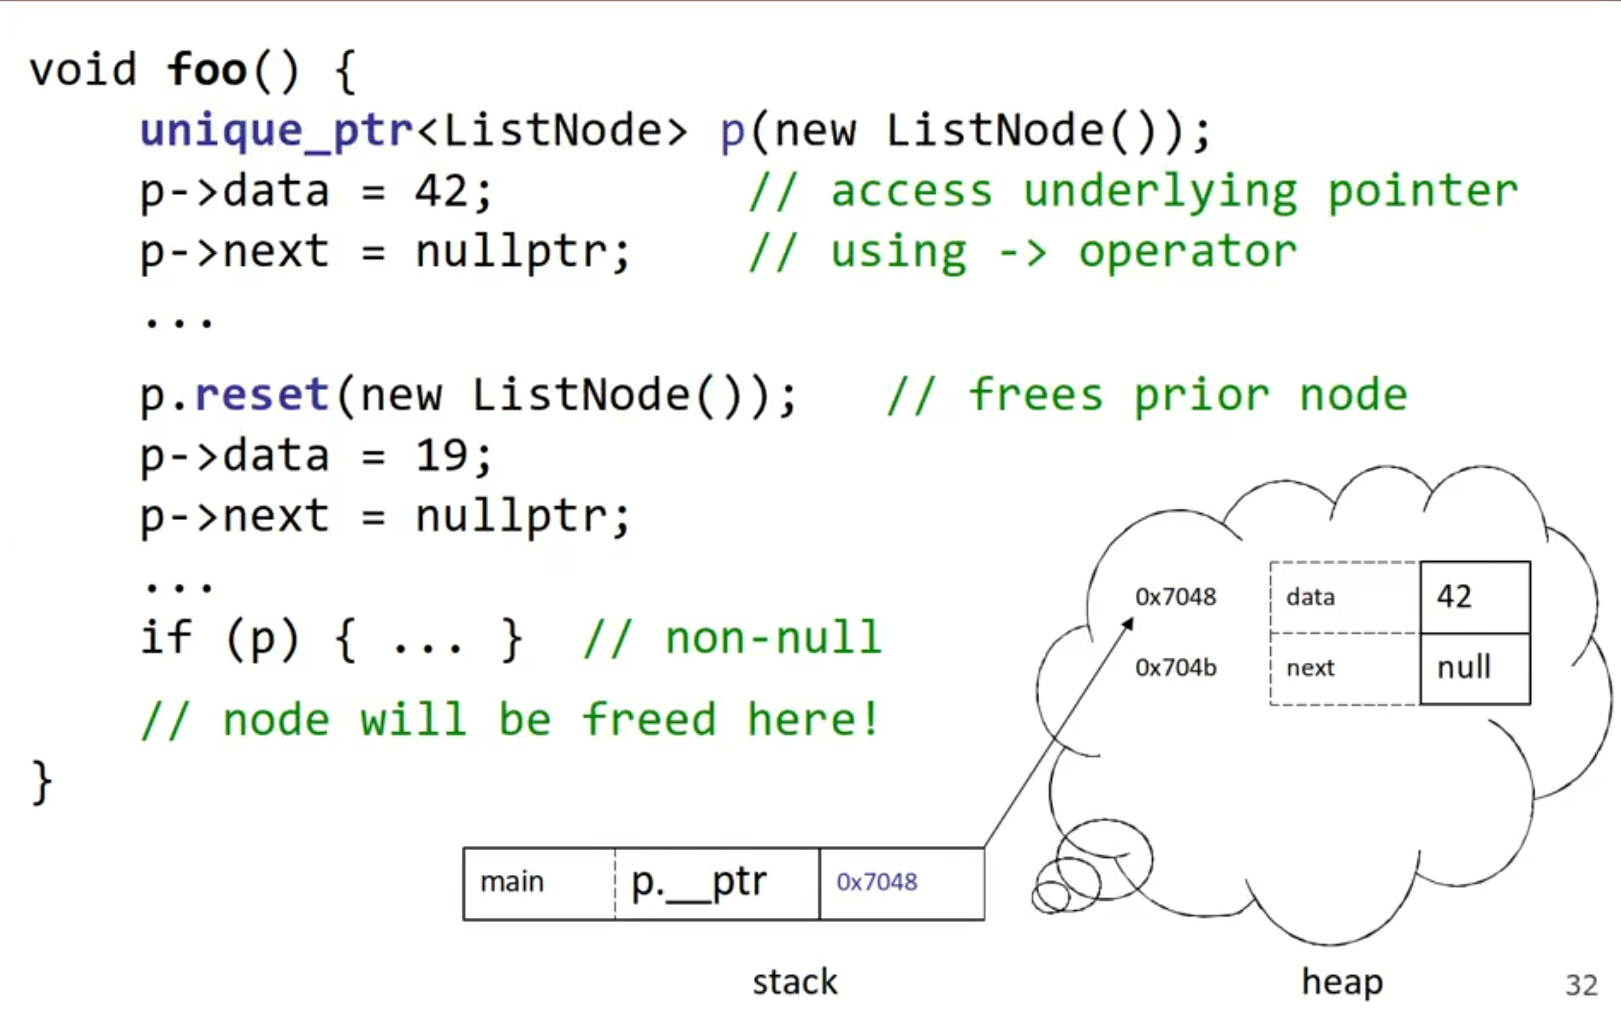 void foo() {
unique_ptr<ListNode> p(new ListNode());
p->data = 42; // access underlying pointer
p->next = nullptr; // using -> operator
...
p.reset(new ListNode()); // frees prior node
p->data = 19;
p->next = nullptr;
...
if (p) { ... } // non-null
// node will be freed here!
}
0x7048 data 42
0x704b next null
main p.__ptr 0x7048
stack heap 32